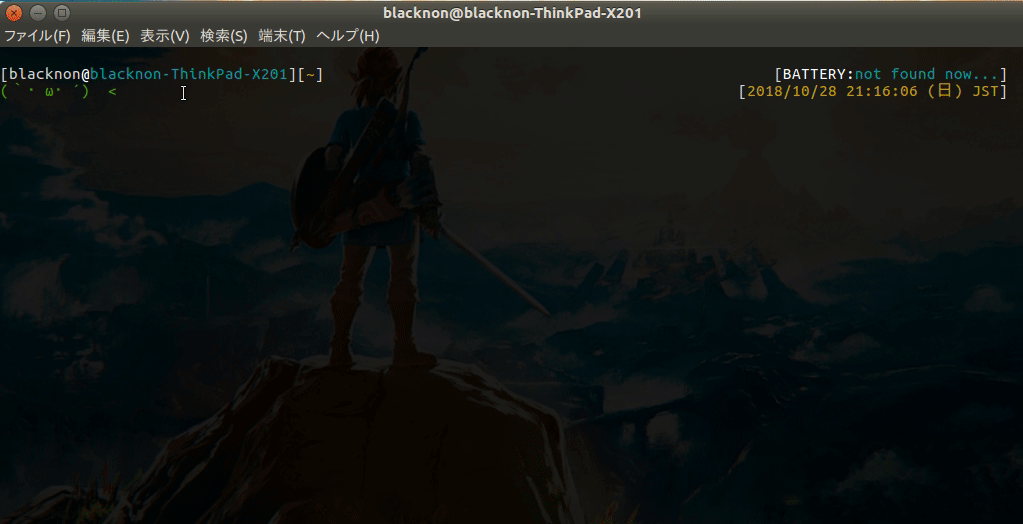 blacknon@blacknon-ThinkPad-X201
ファイル(F) 編集(E) 表示(V) 検索(S) 端末(T) ヘルプ(H)
[blacknon@blacknon-ThinkPad-X201][~] [BATTERY:not found now...]
(｀･ω･´) < [2018/10/28 21:16:06 (日) JST]